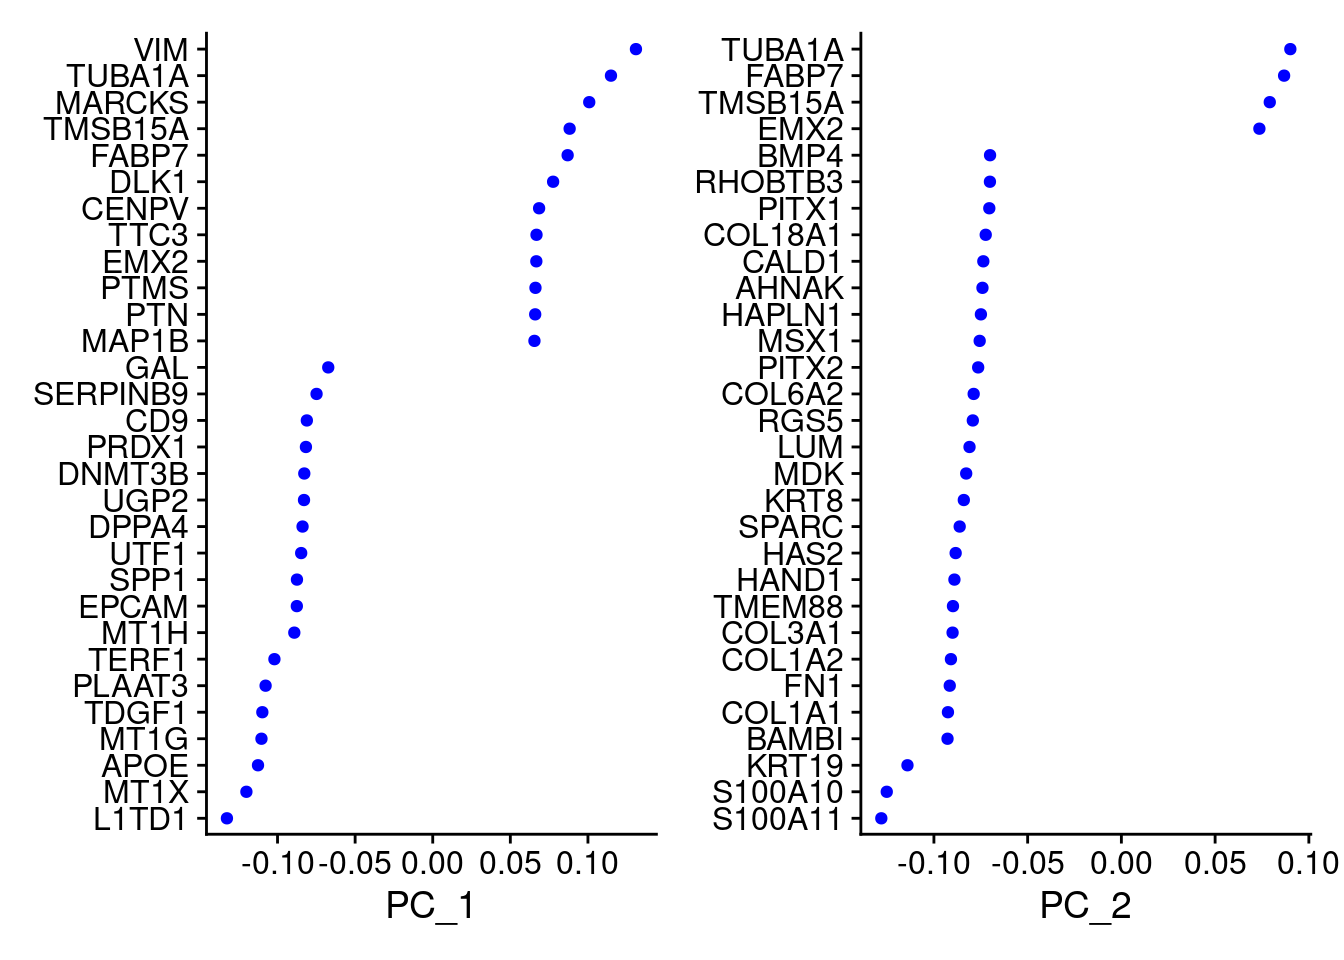 VIM
TUBA1A
MARCKS
TMSB15A
FABP7
DLK1
CENPV
TTC3
EMX2
PTMS
PTN
MAP1B
GAL
SERPINB9
CD9
PRDX1
DNMT3B
UGP2
DPPA4
UTF1
SPP1
EPCAM
MT1H
TERF1
PLAAT3
TDGF1
MT1G
APOE
MT1X
L1TD1
-0.10 -0.05 0.00 0.05 0.10
PC_1
TUBA1A
FABP7
TMSB15A
EMX2
BMP4
RHOBTB3
PITX1
COL18A1
CALD1
AHNAK
HAPLN1
MSX1
PITX2
COL6A2
RGS5
LUM
MDK
KRT8
SPARC
HAS2
HAND1
TMEM88
COL3A1
COL1A2
FN1
COL1A1
BAMBI
KRT19
S100A10
S100A11
-0.10 -0.05 0.00 0.05 0.10
PC_2